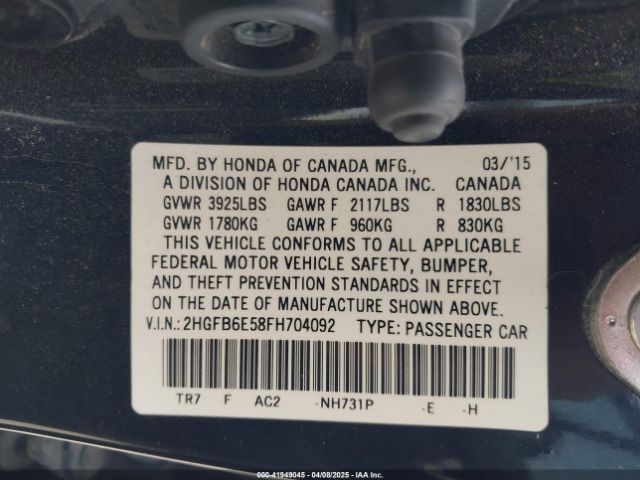 MFD. BY HONDA OF CANADA MFG., 03/'15
A DIVISION OF HONDA CANADA INC. CANADA
GVWR 3925LBS GAWR F 2117LBS R 1830LBS
GVWR 1780KG GAWR F 960KG R 830KG
THIS VEHICLE CONFORMS TO ALL APPLICABLE
FEDERAL MOTOR VEHICLE SAFETY, BUMPER,
AND THEFT PREVENTION STANDARDS IN EFFECT
ON THE DATE OF MANUFACTURE SHOWN ABOVE.
V.I.N.:2HGFB6E58FH704092 TYPE: PASSENGER CAR
TR7 F AC2 -NH731P -E -H
000-41949045 - 04/08/2025 - IAA Inc.